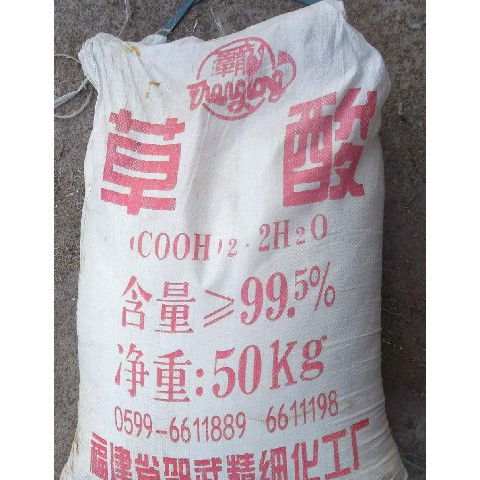 草酸
(COOH)2·2H2O
含量≥99.5%
净重:50Kg
0599-6611889 6611198
福建省邵武精细化工厂